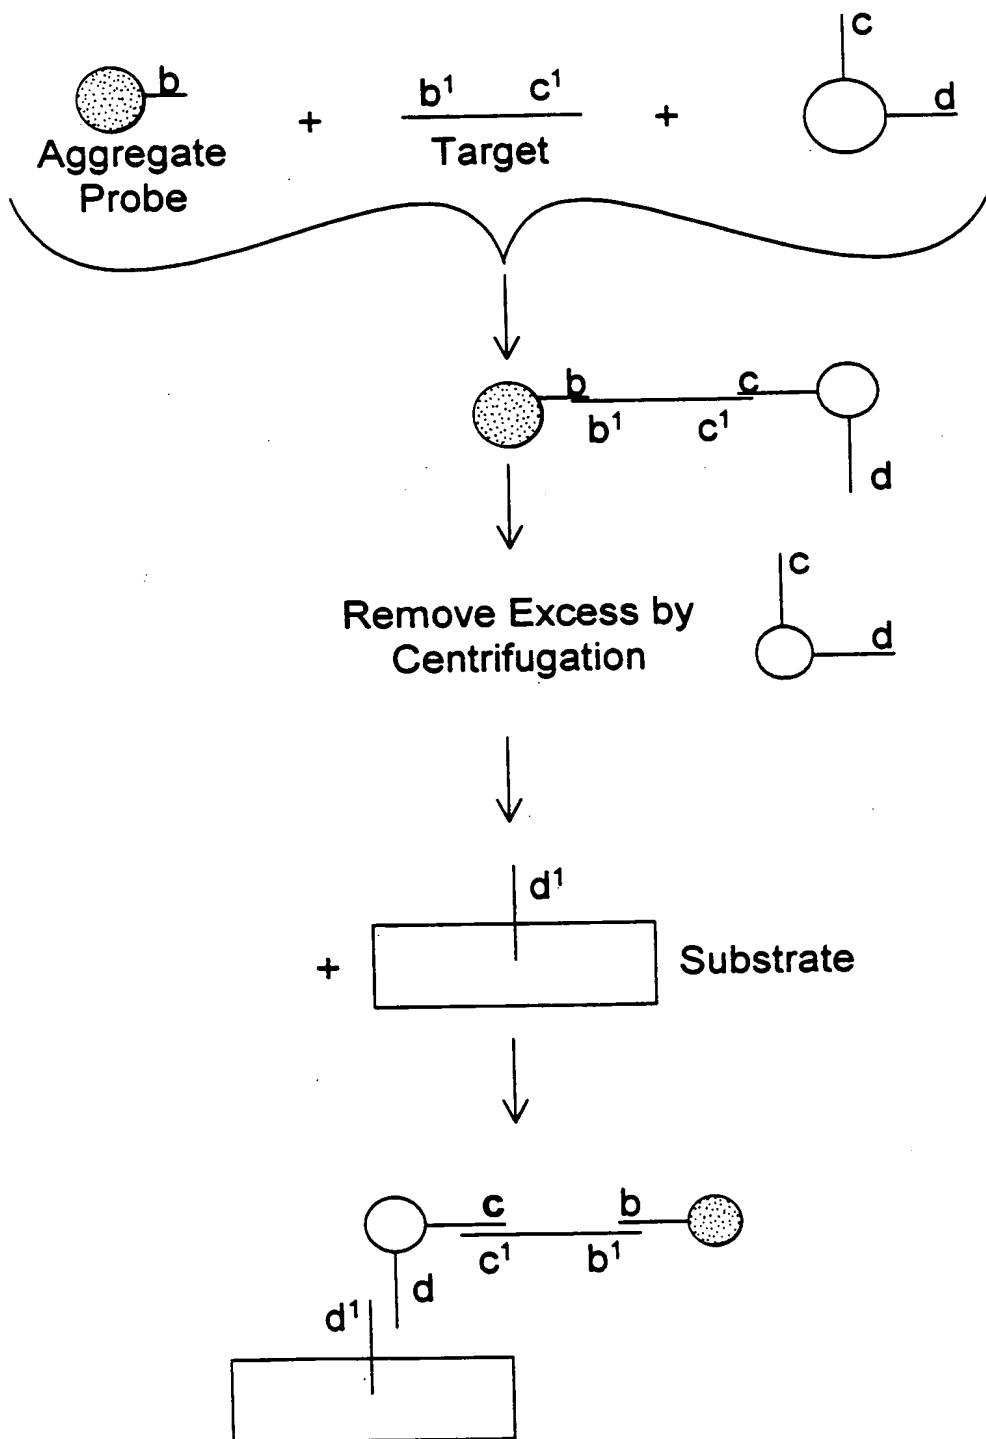 c
b
b¹ c¹
d
+
+
Aggregate
Probe
Target
b
c
b¹
c¹
d
c
Remove Excess by
Centrifugation
d
d¹
+
Substrate
c
b
c¹
b¹
d
d¹